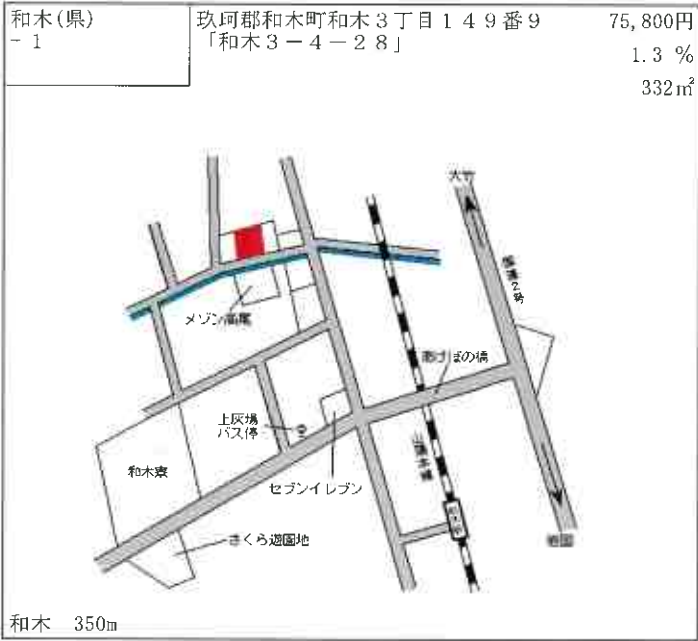 和木(県)
-1
玖珂郡和木町和木3丁目149番9
「和木3-4-28」
75,800円
1.3 %
332㎡
大竹
国道2号
メゾン高尾
あけぼの橋
上灰場
バス停
山陽本線
和木寮
セブンイレブン
さくら遊園地
岩国
和木 350m